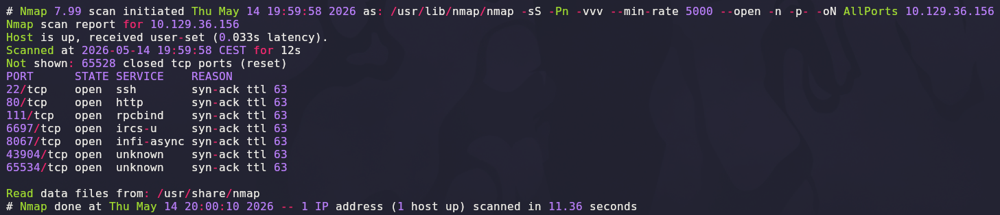 # Nmap 7.99 scan initiated Thu May 14 19:59:58 2026 as: /usr/lib/nmap/nmap -sS -Pn -vvv --min-rate 5000 --open -n -p- -oN AllPorts 10.129.36.156
Nmap scan report for 10.129.36.156
Host is up, received user-set (0.033s latency).
Scanned at 2026-05-14 19:59:58 CEST for 12s
Not shown: 65528 closed tcp ports (reset)
PORT      STATE SERVICE    REASON
22/tcp    open  ssh        syn-ack ttl 63
80/tcp    open  http       syn-ack ttl 63
111/tcp   open  rpcbind    syn-ack ttl 63
6697/tcp  open  ircs-u     syn-ack ttl 63
8067/tcp  open  infi-async syn-ack ttl 63
43904/tcp open  unknown    syn-ack ttl 63
65534/tcp open  unknown    syn-ack ttl 63
Read data files from: /usr/share/nmap
# Nmap done at Thu May 14 20:00:10 2026 -- 1 IP address (1 host up) scanned in 11.36 seconds